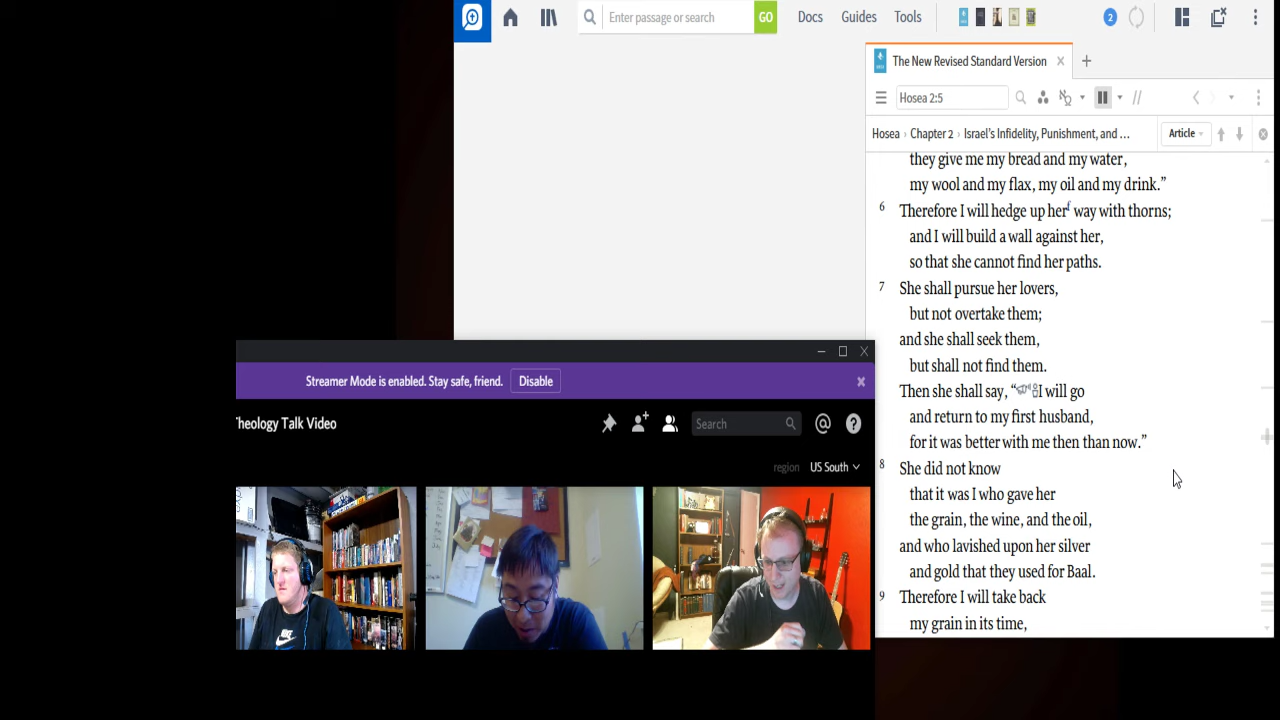 Enter passage or search
GO
Docs
Guides
Tools
2
The New Revised Standard Version
Hosea 2:5
Hosea › Chapter 2 › Israel's Infidelity, Punishment, and ...
Article
they give me my bread and my water,
my wool and my flax, my oil and my drink.”
6 Therefore I will hedge up her f way with thorns;
and I will build a wall against her,
so that she cannot find her paths.
7 She shall pursue her lovers,
but not overtake them;
and she shall seek them,
but shall not find them.
Then she shall say, “I will go
and return to my first husband,
for it was better with me then than now.”
8 She did not know
that it was I who gave her
the grain, the wine, and the oil,
and who lavished upon her silver
and gold that they used for Baal.
9 Therefore I will take back
my grain in its time,
Streamer Mode is enabled. Stay safe, friend.
Disable
Theology Talk Video
Search
region
US South